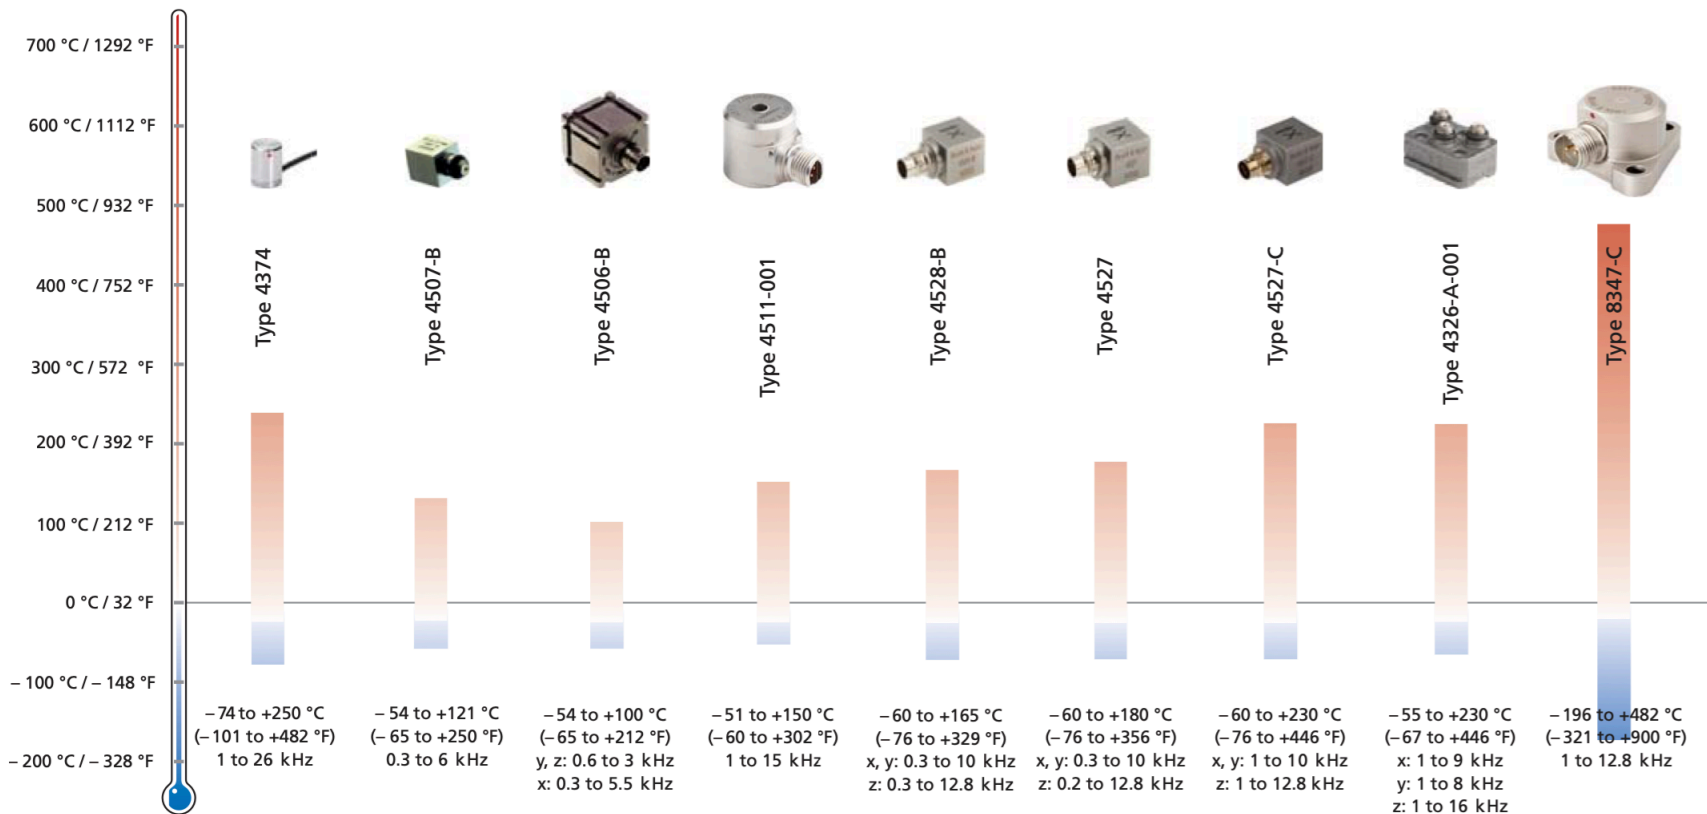 700 °C / 1292 °F
600 °C / 1112 °F
500 °C / 932 °F
400 °C / 752 °F
300 °C / 572 °F
200 °C / 392 °F
100 °C / 212 °F
0 °C / 32 °F
– 100 °C / – 148 °F
– 200 °C / – 328 °F
Type 4374
Type 4507-B
Type 4506-B
Type 4511-001
Type 4528-B
Type 4527
Type 4527-C
Type 4326-A-001
Type 8347-C
– 74 to +250 °C
(– 101 to +482 °F)
1 to 26 kHz
– 54 to +121 °C
(– 65 to +250 °F)
0.3 to 6 kHz
– 54 to +100 °C
(– 65 to +212 °F)
y, z: 0.6 to 3 kHz
x: 0.3 to 5.5 kHz
– 51 to +150 °C
(– 60 to +302 °F)
1 to 15 kHz
– 60 to +165 °C
(– 76 to +329 °F)
x, y: 0.3 to 10 kHz
z: 0.3 to 12.8 kHz
– 60 to +180 °C
(– 76 to +356 °F)
x, y: 0.3 to 10 kHz
z: 0.2 to 12.8 kHz
– 60 to +230 °C
(– 76 to +446 °F)
x, y: 1 to 10 kHz
z: 1 to 12.8 kHz
– 55 to +230 °C
(– 67 to +446 °F)
x: 1 to 9 kHz
y: 1 to 8 kHz
z: 1 to 16 kHz
– 196 to +482 °C
(– 321 to +900 °F)
1 to 12.8 kHz